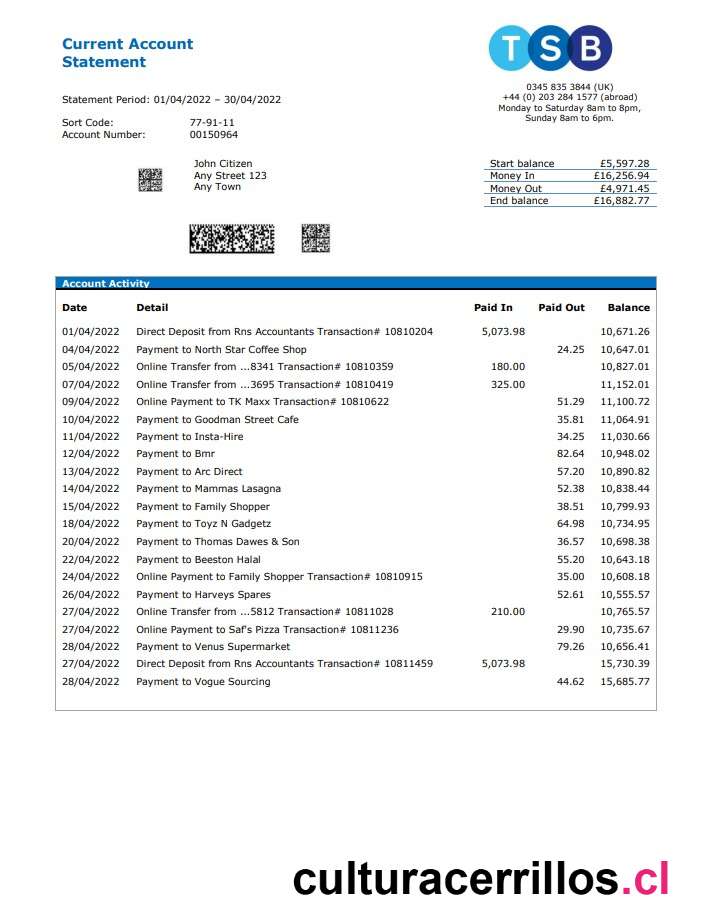 Current Account
Statement
TSB
0345 835 3844 (UK)
+44 (0) 203 284 1577 (abroad)
Monday to Saturday 8am to 8pm,
Sunday 8am to 6pm.
Statement Period: 01/04/2022 – 30/04/2022
Sort Code: 77-91-11
Account Number: 00150964
John Citizen
Any Street 123
Any Town
Start balance £5,597.28
Money In £16,256.94
Money Out £4,971.45
End balance £16,882.77
Account Activity
Date Detail Paid In Paid Out Balance
01/04/2022 Direct Deposit from Rns Accountants Transaction# 10810204 5,073.98 10,671.26
04/04/2022 Payment to North Star Coffee Shop 24.25 10,647.01
05/04/2022 Online Transfer from ...8341 Transaction# 10810359 180.00 10,827.01
07/04/2022 Online Transfer from ...3695 Transaction# 10810419 325.00 11,152.01
09/04/2022 Online Payment to TK Maxx Transaction# 10810622 51.29 11,100.72
10/04/2022 Payment to Goodman Street Cafe 35.81 11,064.91
11/04/2022 Payment to Insta-Hire 34.25 11,030.66
12/04/2022 Payment to Bmr 82.64 10,948.02
13/04/2022 Payment to Arc Direct 57.20 10,890.82
14/04/2022 Payment to Mammas Lasagna 52.38 10,838.44
15/04/2022 Payment to Family Shopper 38.51 10,799.93
18/04/2022 Payment to Toyz N Gadgetz 64.98 10,734.95
20/04/2022 Payment to Thomas Dawes & Son 36.57 10,698.38
22/04/2022 Payment to Beeston Halal 55.20 10,643.18
24/04/2022 Online Payment to Family Shopper Transaction# 10810915 35.00 10,608.18
26/04/2022 Payment to Harveys Spares 52.61 10,555.57
27/04/2022 Online Transfer from ...5812 Transaction# 10811028 210.00 10,765.57
27/04/2022 Online Payment to Saf's Pizza Transaction# 10811236 29.90 10,735.67
28/04/2022 Payment to Venus Supermarket 79.26 10,656.41
27/04/2022 Direct Deposit from Rns Accountants Transaction# 10811459 5,073.98 15,730.39
28/04/2022 Payment to Vogue Sourcing 44.62 15,685.77
culturacerrillos.cl